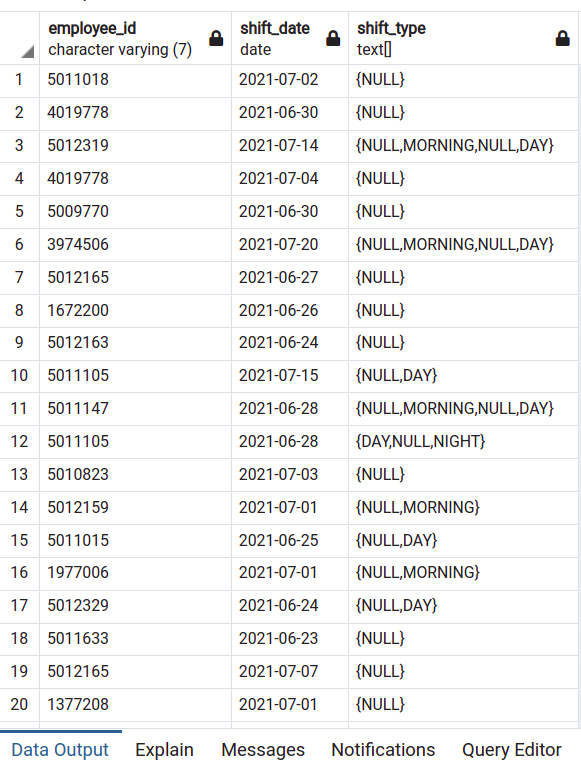 employee_id shift_date shift_type
character varying (7) date text[]
1 5011018 2021-07-02 {NULL}
2 4019778 2021-06-30 {NULL}
3 5012319 2021-07-14 {NULL,MORNING,NULL,DAY}
4 4019778 2021-07-04 {NULL}
5 5009770 2021-06-30 {NULL}
6 3974506 2021-07-20 {NULL,MORNING,NULL,DAY}
7 5012165 2021-06-27 {NULL}
8 1672200 2021-06-26 {NULL}
9 5012163 2021-06-24 {NULL}
10 5011105 2021-07-15 {NULL,DAY}
11 5011147 2021-06-28 {NULL,MORNING,NULL,DAY}
12 5011105 2021-06-28 {DAY,NULL,NIGHT}
13 5010823 2021-07-03 {NULL}
14 5012159 2021-07-01 {NULL,MORNING}
15 5011015 2021-06-25 {NULL,DAY}
16 1977006 2021-07-01 {NULL,MORNING}
17 5012329 2021-06-24 {NULL,DAY}
18 5011633 2021-06-23 {NULL}
19 5012165 2021-07-07 {NULL}
20 1377208 2021-07-01 {NULL}
Data Output Explain Messages Notifications Query Editor